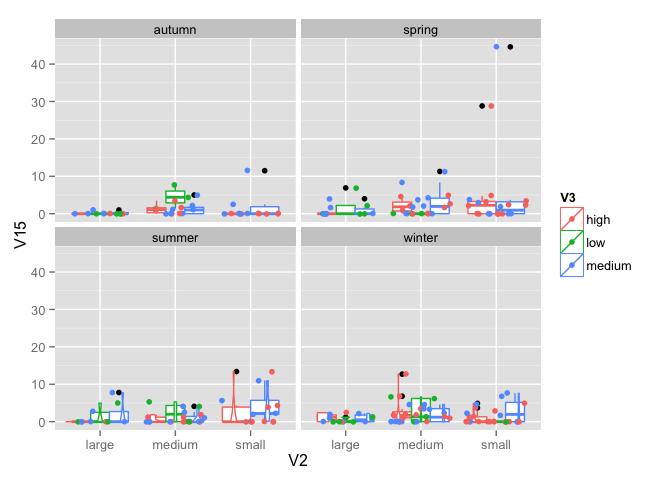 autumn spring
40
30
20
10
0
V15
summer winter
40
30
20
10
0
large medium small large medium small
V2
V3
high
low
medium